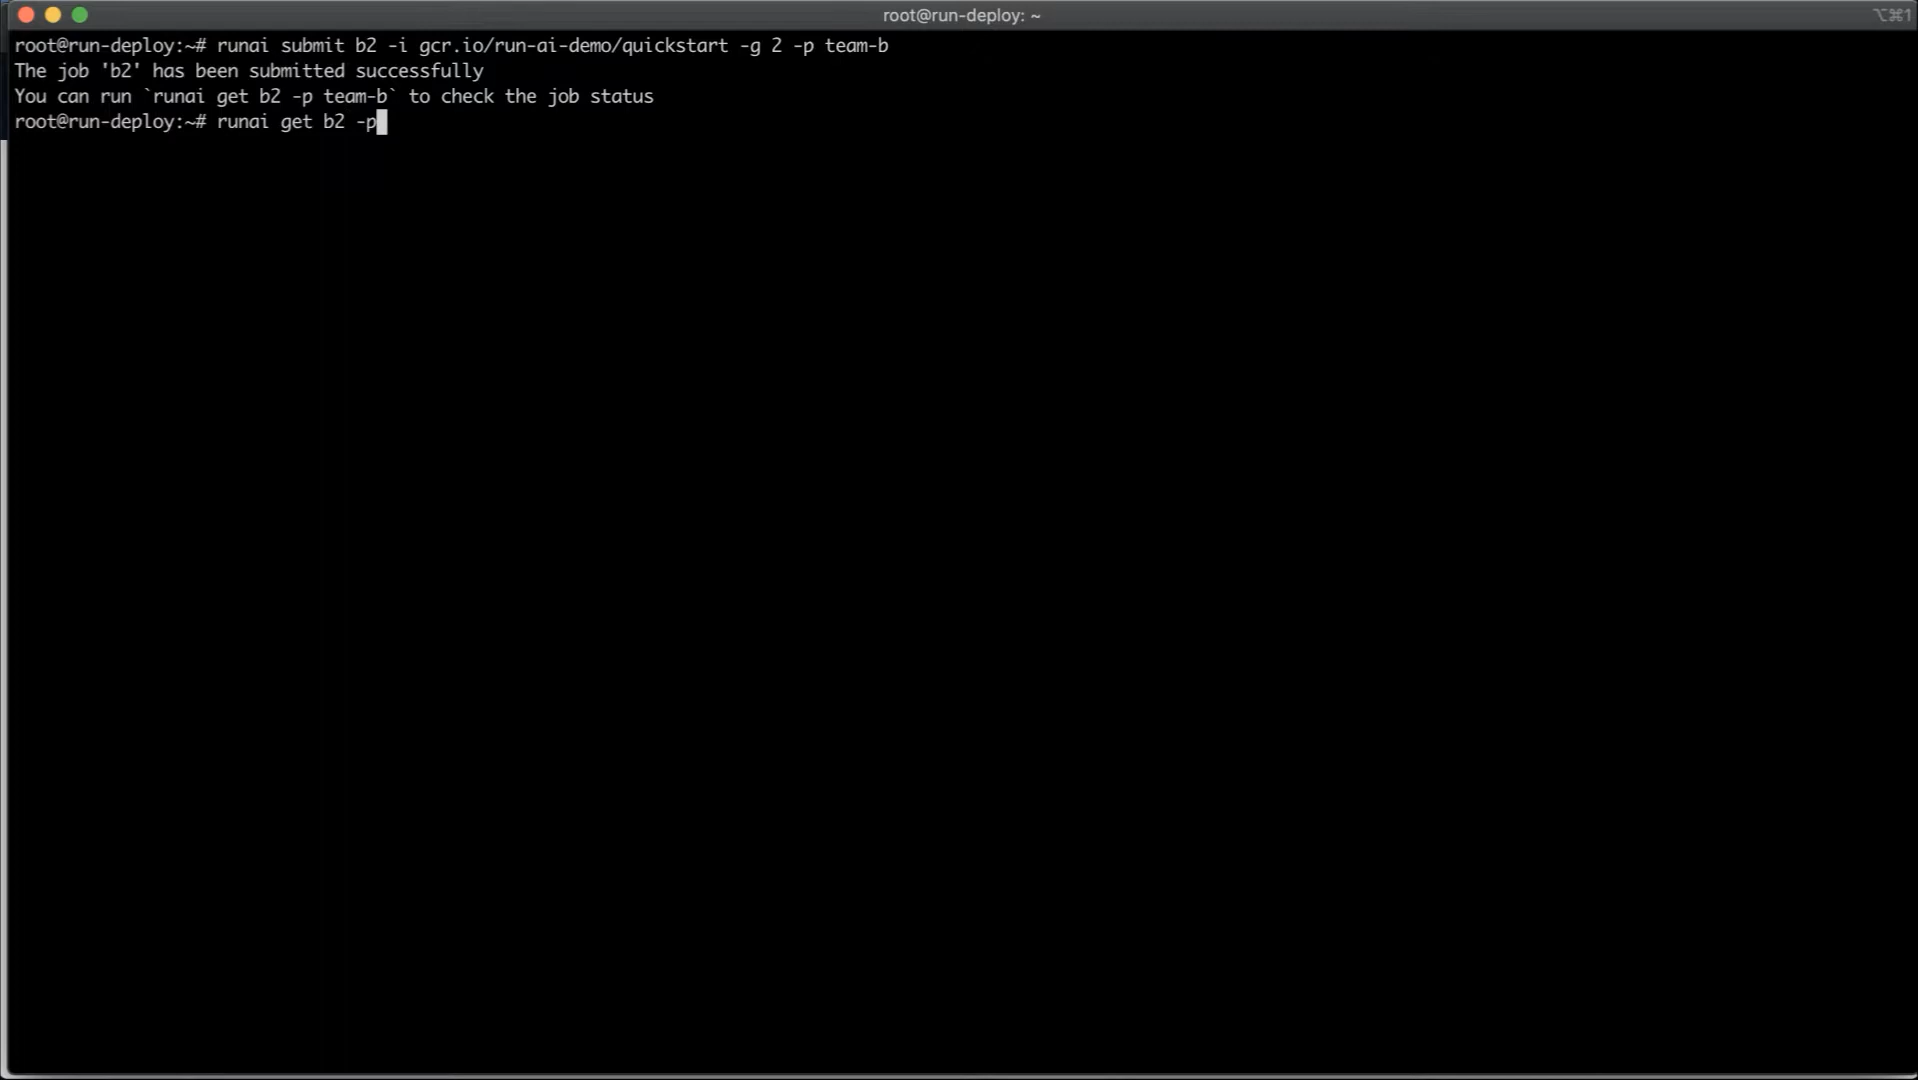 root@run-deploy: ~
⌥⌘1
root@run-deploy:~# runai submit b2 -i gcr.io/run-ai-demo/quickstart -g 2 -p team-b
The job 'b2' has been submitted successfully
You can run `runai get b2 -p team-b` to check the job status
root@run-deploy:~# runai get b2 -p